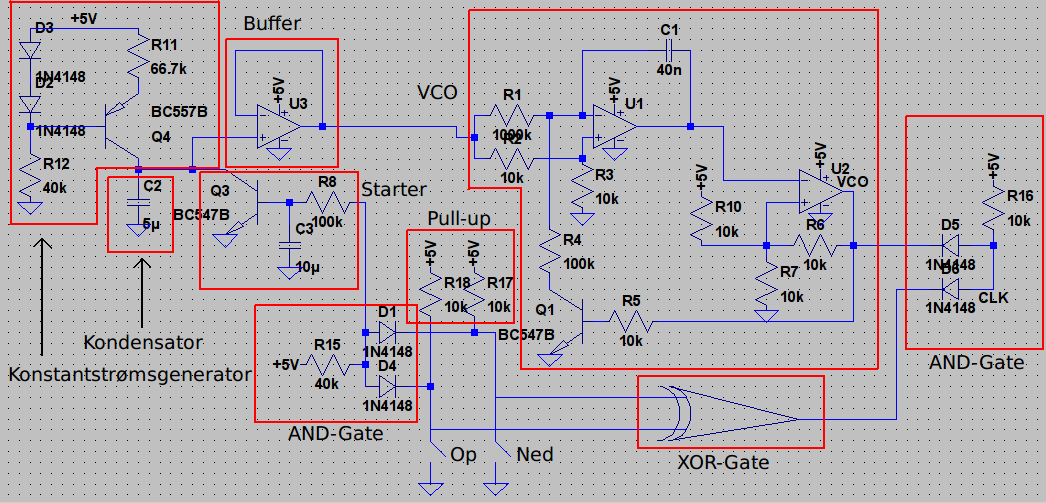 D3
+5V
R11
66.7k
1N4148
D2
1N4148
BC557B
Q4
R12
40k
C2
5µ
Buffer
+5V
U3
Q3
BC547B
R8
100k
C3
10µ
Starter
Pull-up
+5V
+5V
R18
10k
R17
10k
D1
1N4148
R15
+5V
40k
D4
1N4148
AND-Gate
Kondensator
Konstantstrømsgenerator
VCO
R1
1000k
R2
10k
C1
40n
+5V
U1
R3
10k
R4
100k
Q1
BC547B
R5
10k
+5V
R10
10k
+5V
U2
VCO
R6
10k
R7
10k
+5V
R16
10k
D5
1N4148
D6
1N4148
CLK
AND-Gate
XOR-Gate
Op
Ned